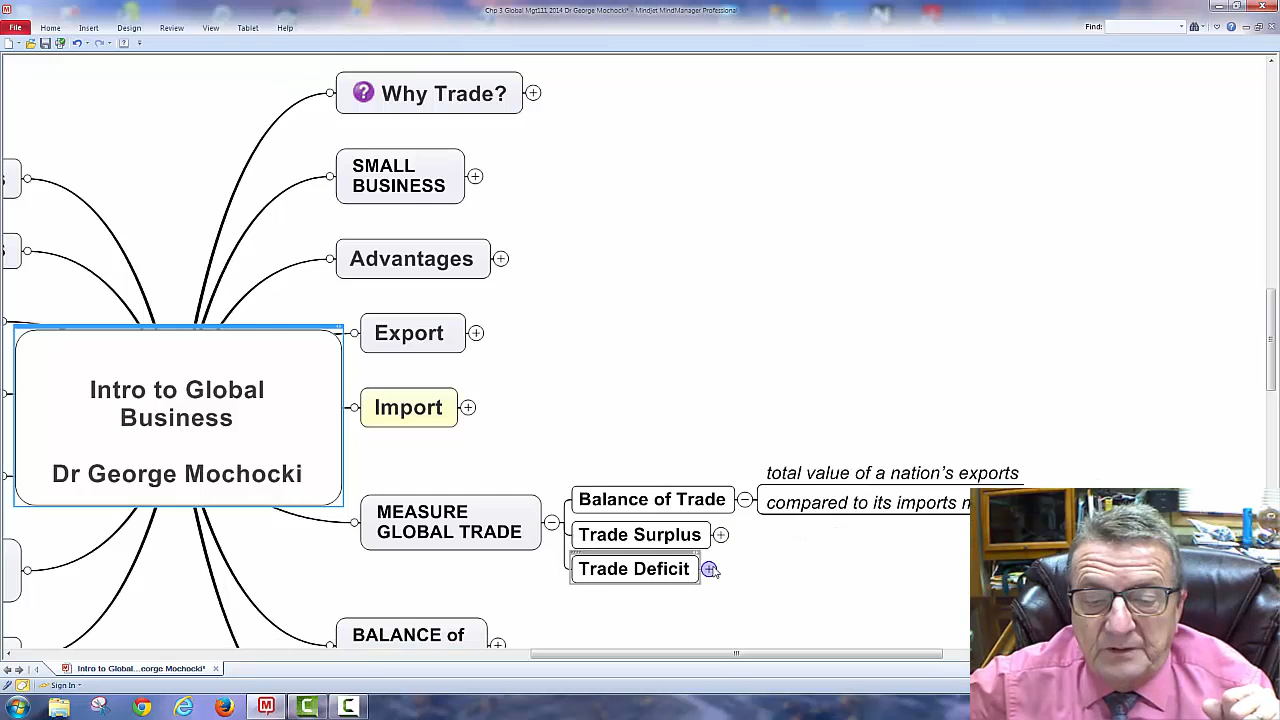 Chp 3 Global Mgt111 2014 Dr George Mochocki* - Mindjet MindManager Professional
File Home Insert Design Review View Tablet Help Find:
Why Trade?
SMALL
BUSINESS
Advantages
Export
Import
Intro to Global
Business
Dr George Mochocki
MEASURE
GLOBAL TRADE
Balance of Trade
total value of a nation's exports
compared to its imports
Trade Surplus
Trade Deficit
BALANCE of
Intro to Global...eorge Mochocki*
Sign In